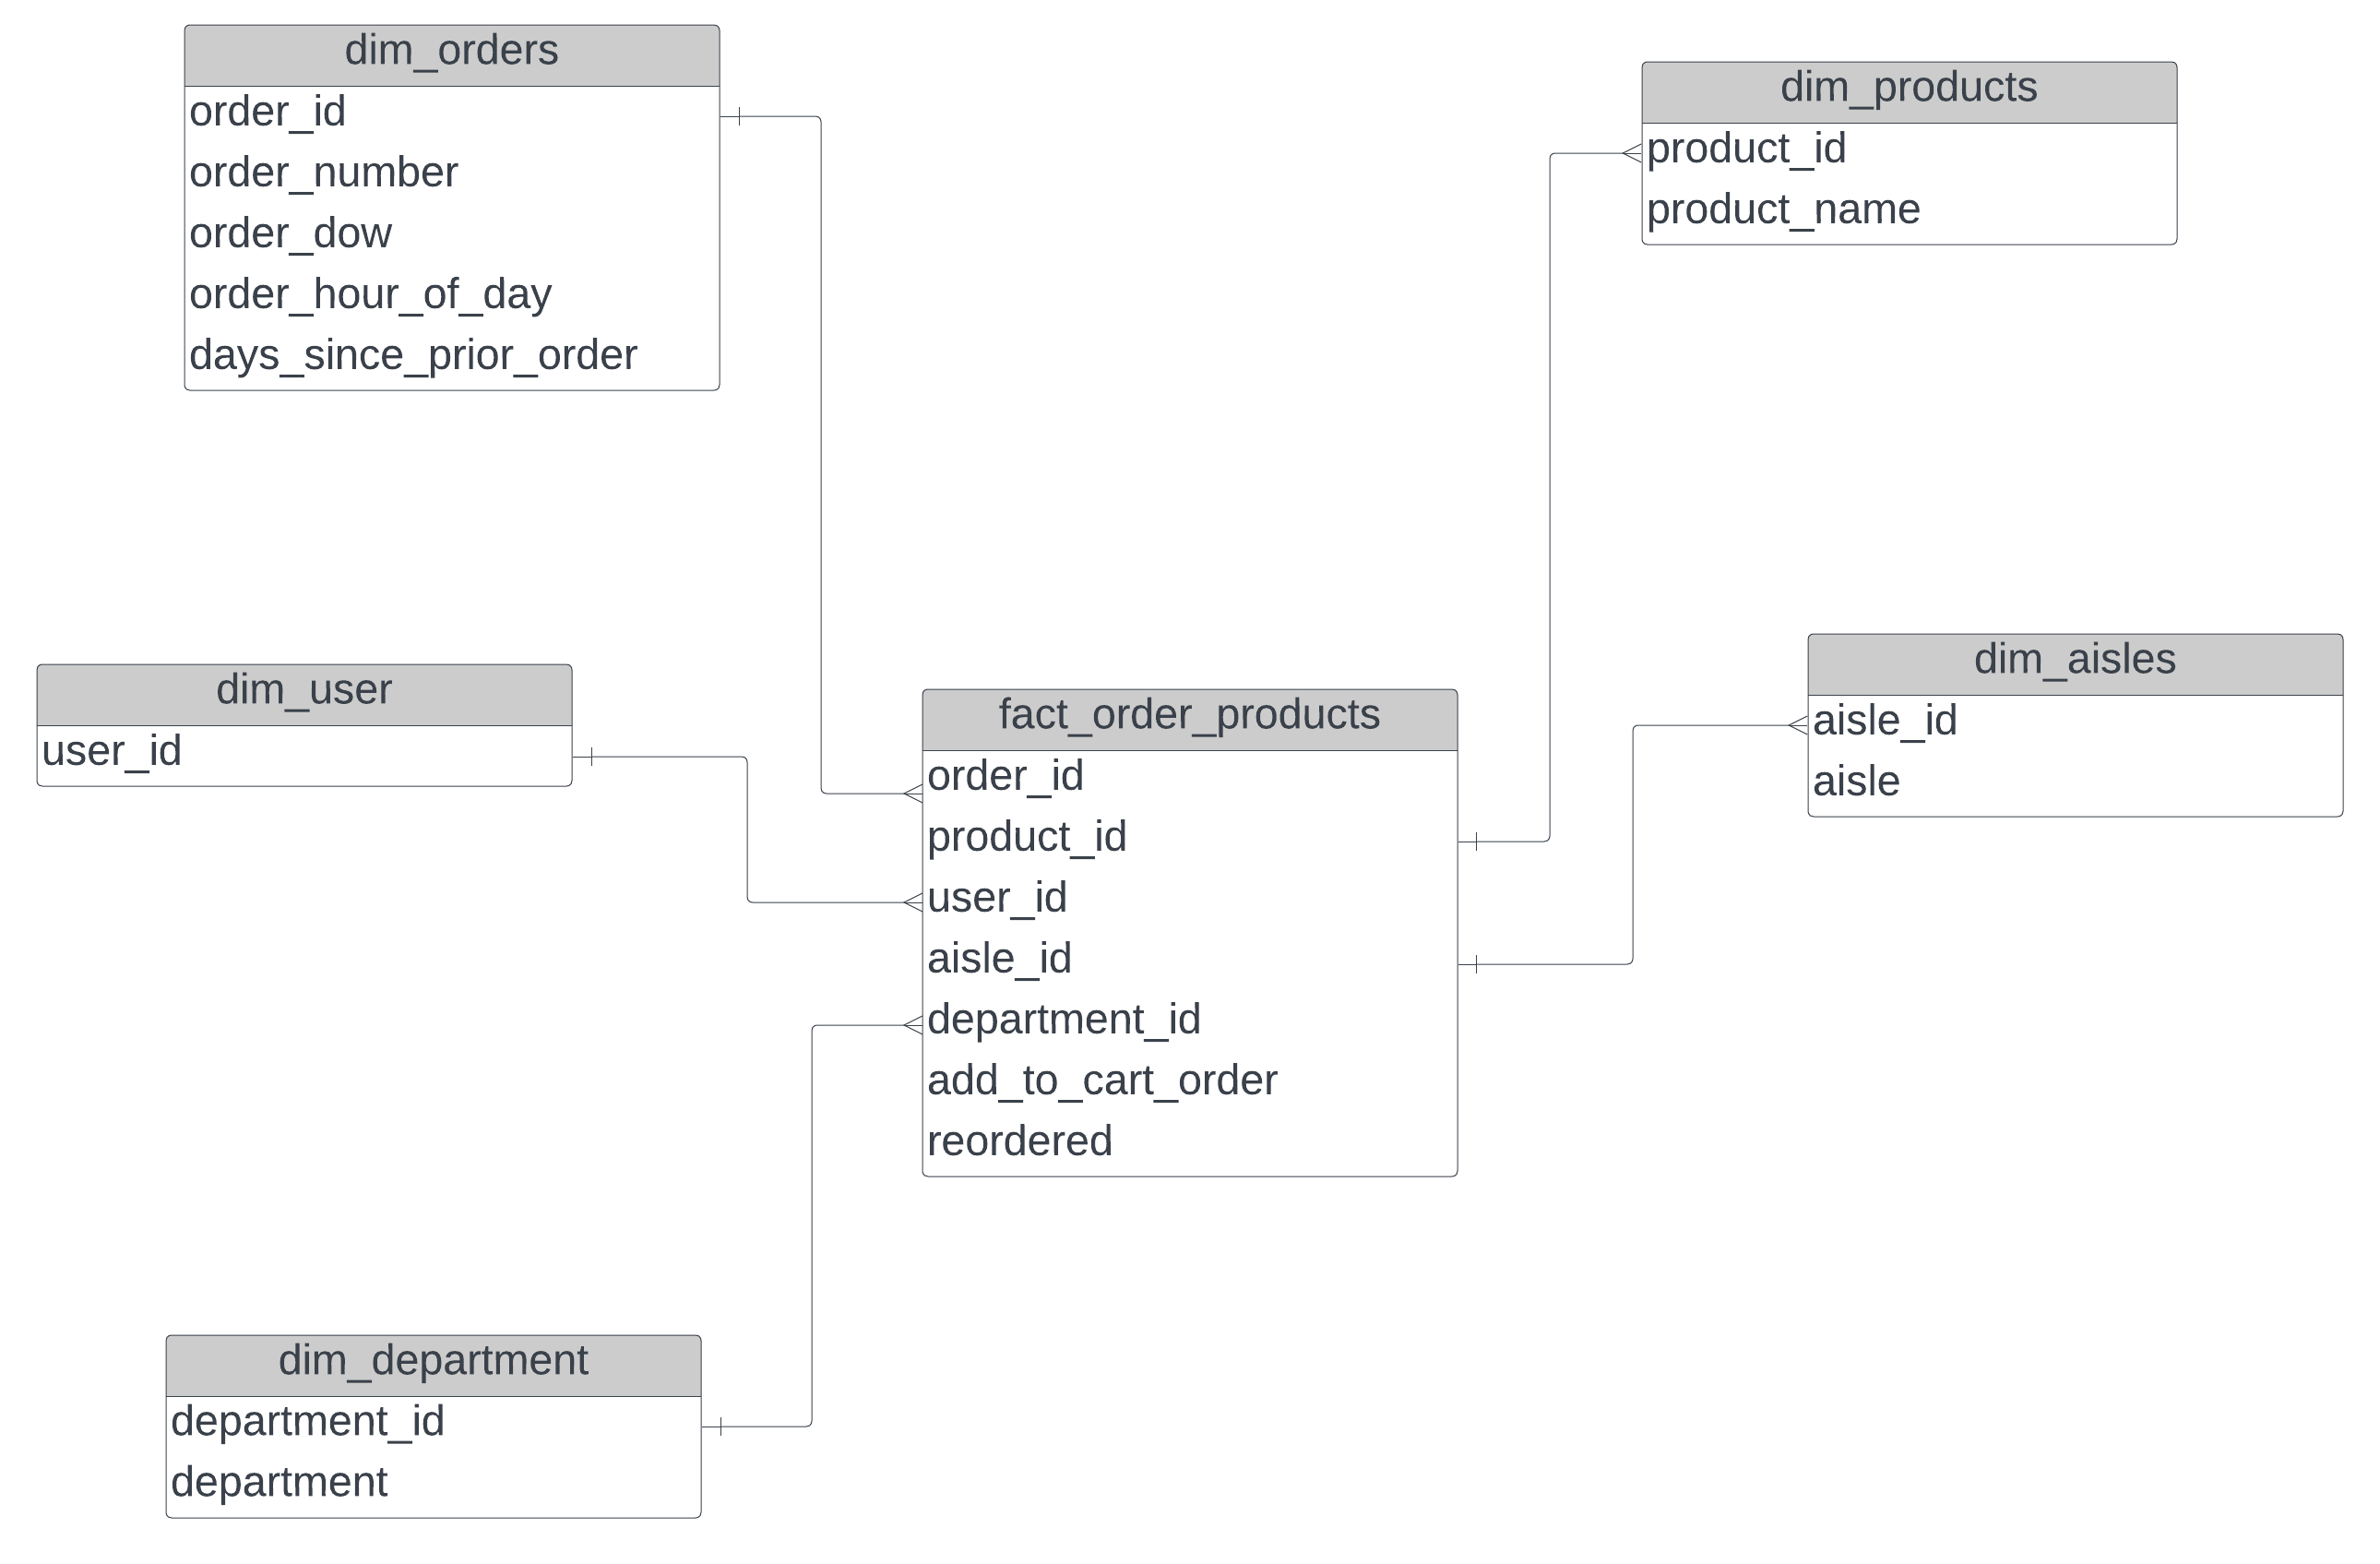 dim_orders
order_id
order_number
order_dow
order_hour_of_day
days_since_prior_order
dim_products
product_id
product_name
dim_user
user_id
fact_order_products
order_id
product_id
user_id
aisle_id
department_id
add_to_cart_order
reordered
dim_aisles
aisle_id
aisle
dim_department
department_id
department